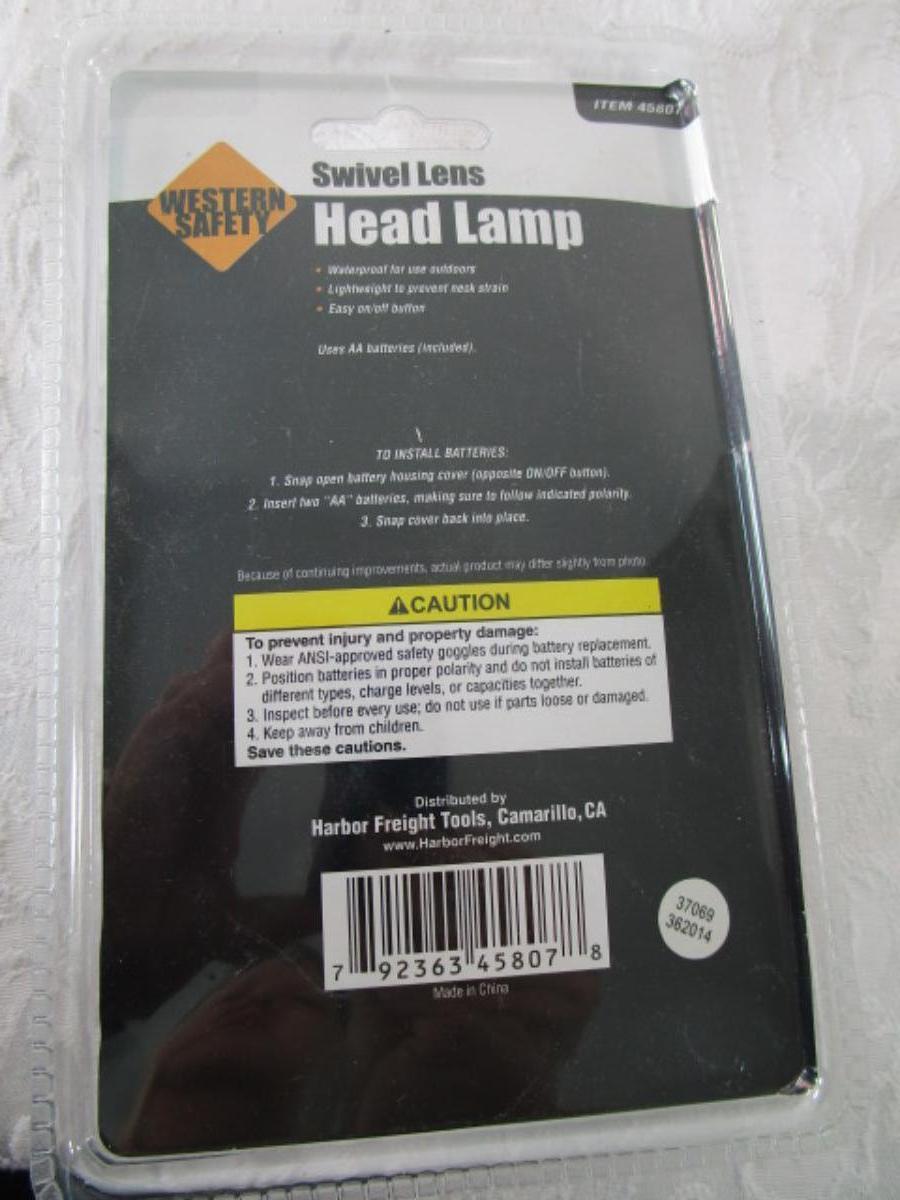 ITEM 45807
WESTERN
SAFETY
Swivel Lens
Head Lamp
• Waterproof for use outdoors
• Lightweight to prevent neck strain
• Easy on/off button
Uses AA batteries (included).
TO INSTALL BATTERIES:
1. Snap open battery housing cover (opposite ON/OFF button).
2. Insert two "AA" batteries, making sure to follow indicated polarity.
3. Snap cover back into place.
Because of continuing improvements, actual product may differ slightly from photo.
⚠CAUTION
To prevent injury and property damage:
1. Wear ANSI-approved safety goggles during battery replacement.
2. Position batteries in proper polarity and do not install batteries of
different types, charge levels, or capacities together.
3. Inspect before every use; do not use if parts loose or damaged.
4. Keep away from children.
Save these cautions.
Distributed by
Harbor Freight Tools, Camarillo, CA
www.HarborFreight.com
7 92363 45807 8
Made in China
37069
362014